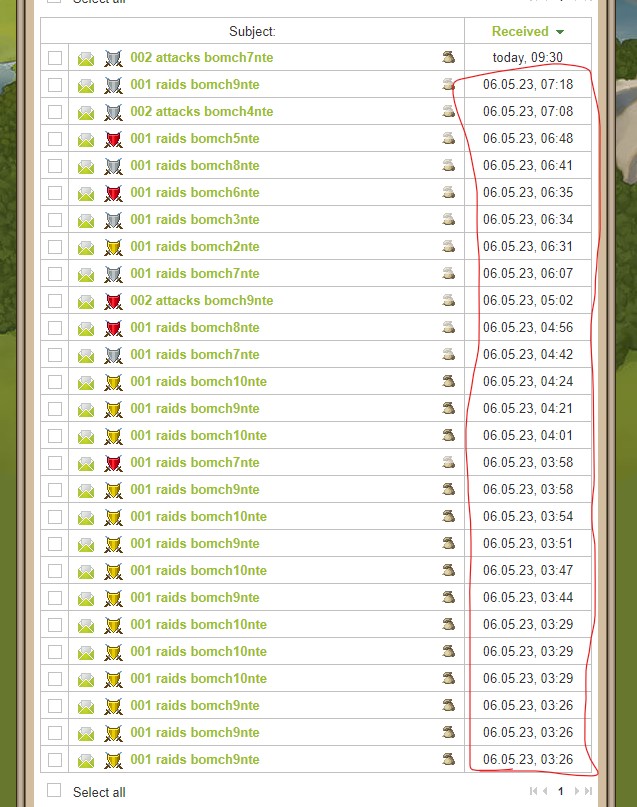 Select all
Subject: Received
002 attacks bomch7nte today, 09:30
001 raids bomch9nte 06.05.23, 07:18
002 attacks bomch4nte 06.05.23, 07:08
001 raids bomch5nte 06.05.23, 06:48
001 raids bomch8nte 06.05.23, 06:41
001 raids bomch6nte 06.05.23, 06:35
001 raids bomch3nte 06.05.23, 06:34
001 raids bomch2nte 06.05.23, 06:31
001 raids bomch7nte 06.05.23, 06:07
002 attacks bomch9nte 06.05.23, 05:02
001 raids bomch8nte 06.05.23, 04:56
001 raids bomch7nte 06.05.23, 04:42
001 raids bomch10nte 06.05.23, 04:24
001 raids bomch9nte 06.05.23, 04:21
001 raids bomch10nte 06.05.23, 04:01
001 raids bomch7nte 06.05.23, 03:58
001 raids bomch9nte 06.05.23, 03:58
001 raids bomch10nte 06.05.23, 03:54
001 raids bomch9nte 06.05.23, 03:51
001 raids bomch10nte 06.05.23, 03:47
001 raids bomch9nte 06.05.23, 03:44
001 raids bomch10nte 06.05.23, 03:29
001 raids bomch10nte 06.05.23, 03:29
001 raids bomch10nte 06.05.23, 03:29
001 raids bomch9nte 06.05.23, 03:26
001 raids bomch9nte 06.05.23, 03:26
001 raids bomch9nte 06.05.23, 03:26
Select all 1